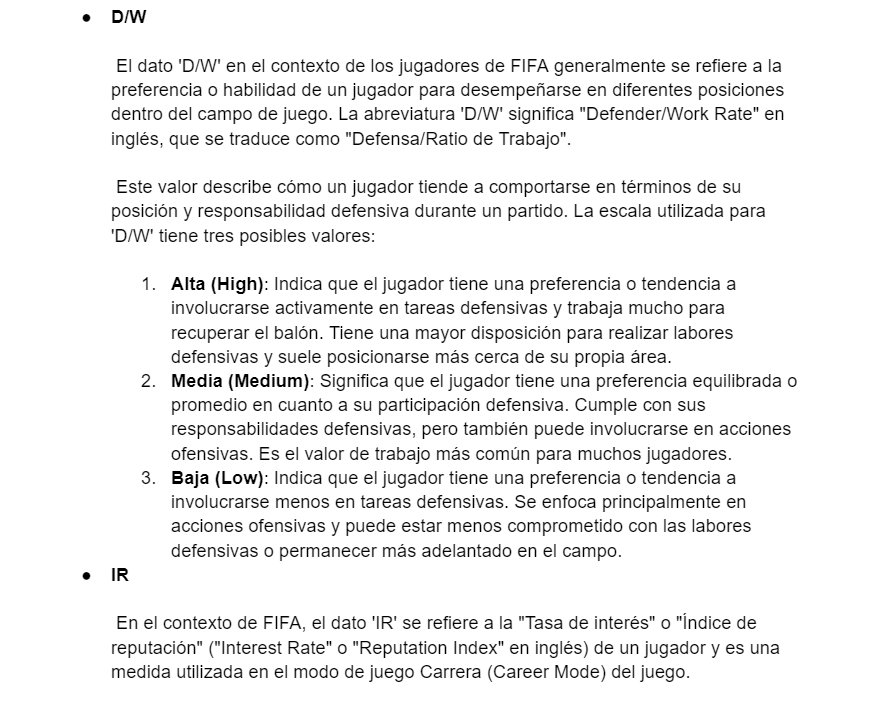 ● D/W
El dato 'D/W' en el contexto de los jugadores de FIFA generalmente se refiere a la
preferencia o habilidad de un jugador para desempeñarse en diferentes posiciones
dentro del campo de juego. La abreviatura 'D/W' significa "Defender/Work Rate" en
inglés, que se traduce como "Defensa/Ratio de Trabajo".
Este valor describe cómo un jugador tiende a comportarse en términos de su
posición y responsabilidad defensiva durante un partido. La escala utilizada para
'D/W' tiene tres posibles valores:
1. Alta (High): Indica que el jugador tiene una preferencia o tendencia a
involucrarse activamente en tareas defensivas y trabaja mucho para
recuperar el balón. Tiene una mayor disposición para realizar labores
defensivas y suele posicionarse más cerca de su propia área.
2. Media (Medium): Significa que el jugador tiene una preferencia equilibrada o
promedio en cuanto a su participación defensiva. Cumple con sus
responsabilidades defensivas, pero también puede involucrarse en acciones
ofensivas. Es el valor de trabajo más común para muchos jugadores.
3. Baja (Low): Indica que el jugador tiene una preferencia o tendencia a
involucrarse menos en tareas defensivas. Se enfoca principalmente en
acciones ofensivas y puede estar menos comprometido con las labores
defensivas o permanecer más adelantado en el campo.
● IR
En el contexto de FIFA, el dato 'IR' se refiere a la "Tasa de interés" o "Índice de
reputación" ("Interest Rate" o "Reputation Index" en inglés) de un jugador y es una
medida utilizada en el modo de juego Carrera (Career Mode) del juego.